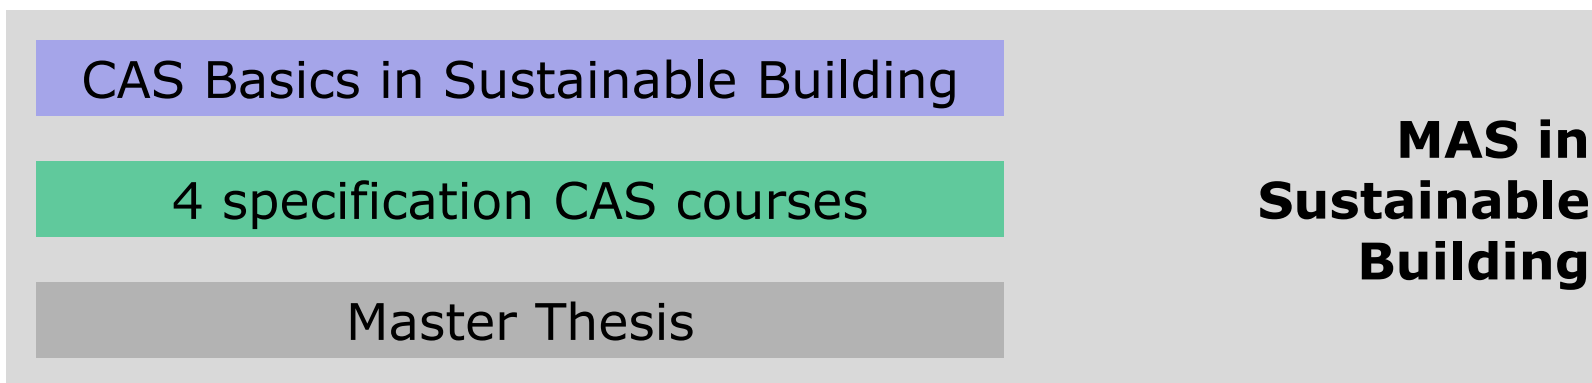 CAS Basics in Sustainable Building
4 specification CAS courses
Master Thesis
MAS in
Sustainable
Building